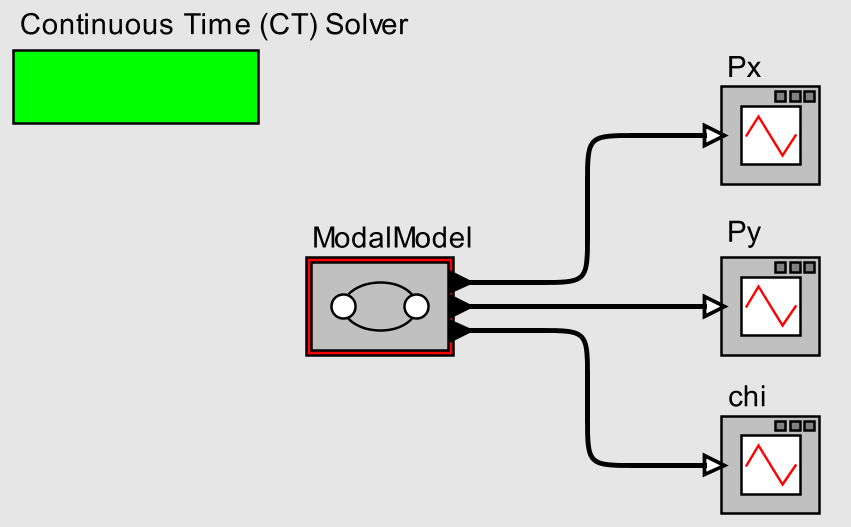 Continuous Time (CT) Solver
Px
ModalModel
Py
chi